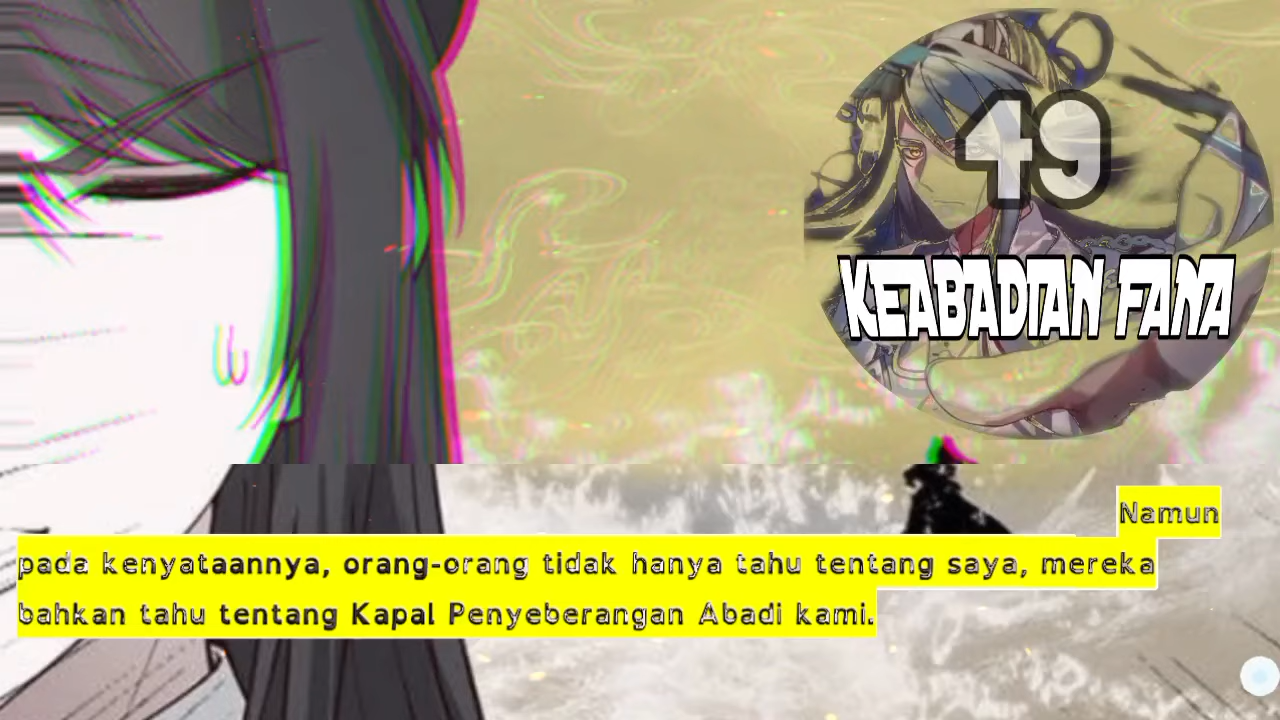 49
KEABADIAN FANA
Namun
pada kenyataannya, orang-orang tidak hanya tahu tentang saya, mereka
bahkan tahu tentang Kapal Penyeberangan Abadi kami.